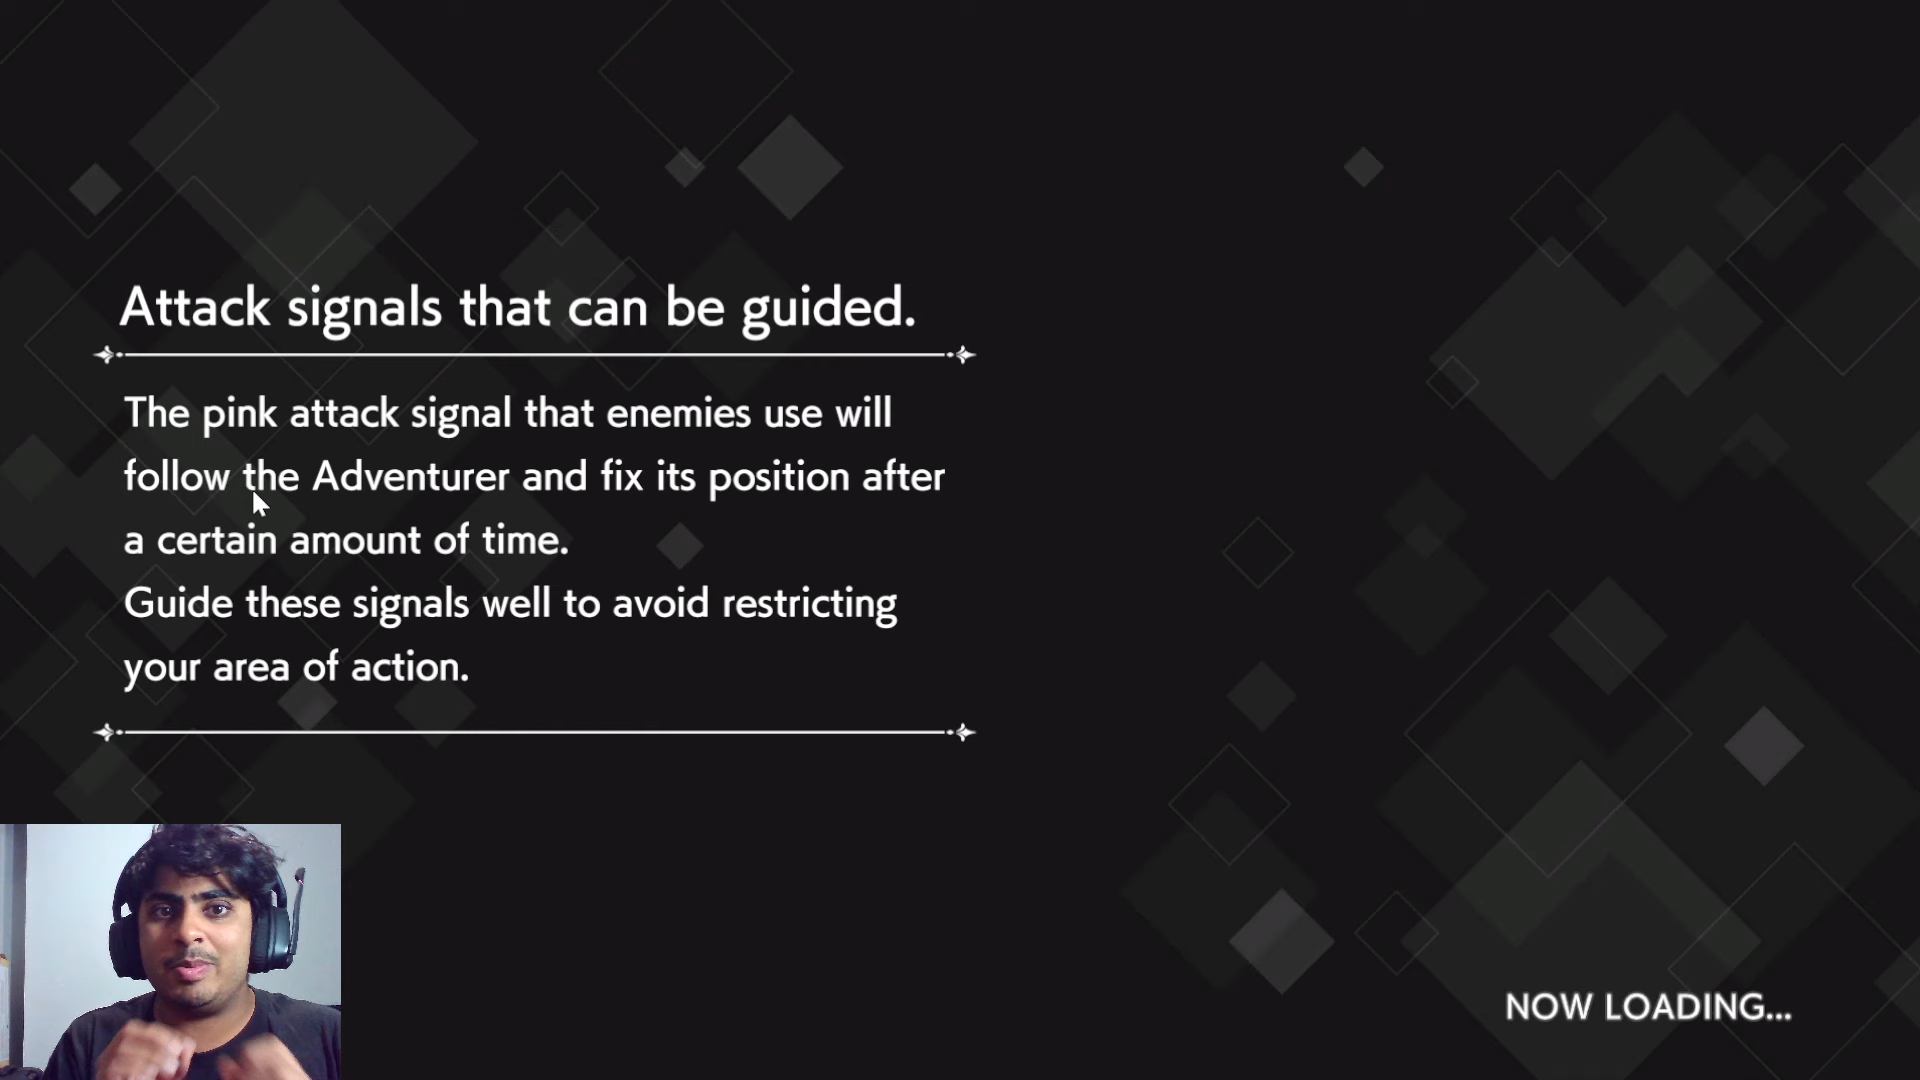 Attack signals that can be guided.
The pink attack signal that enemies use will
follow the Adventurer and fix its position after
a certain amount of time.
Guide these signals well to avoid restricting
your area of action.
NOW LOADING...